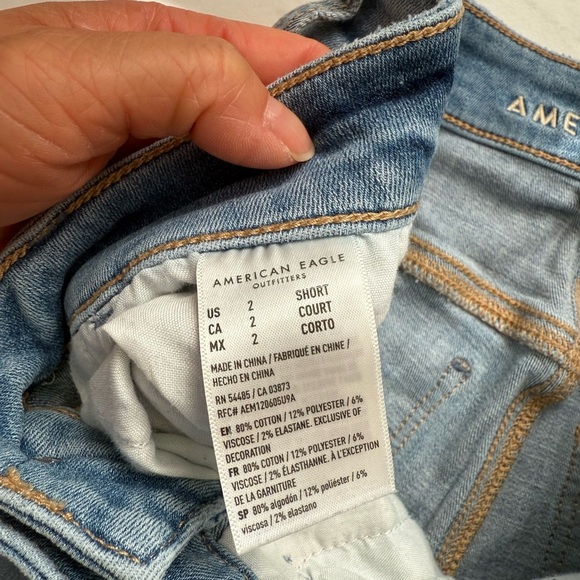 AME
AMERICAN EAGLE
OUTFITTERS
US 2 SHORT
CA 2 COURT
MX 2 CORTO
MADE IN CHINA / FABRIQUÉ EN CHINE /
HECHO EN CHINA
RN 54485 / CA 03873
RFC# AEM120605U9A
EN 80% COTTON / 12% POLYESTER / 6%
VISCOSE / 2% ELASTANE. EXCLUSIVE OF
DECORATION
FR 80% COTON / 12% POLYESTER / 6%
VISCOSE / 2% ÉLASTHANNE. À L'EXCEPTION
DE LA GARNITURE
SP 80% algodón / 12% poliéster / 6%
viscosa / 2% elastano